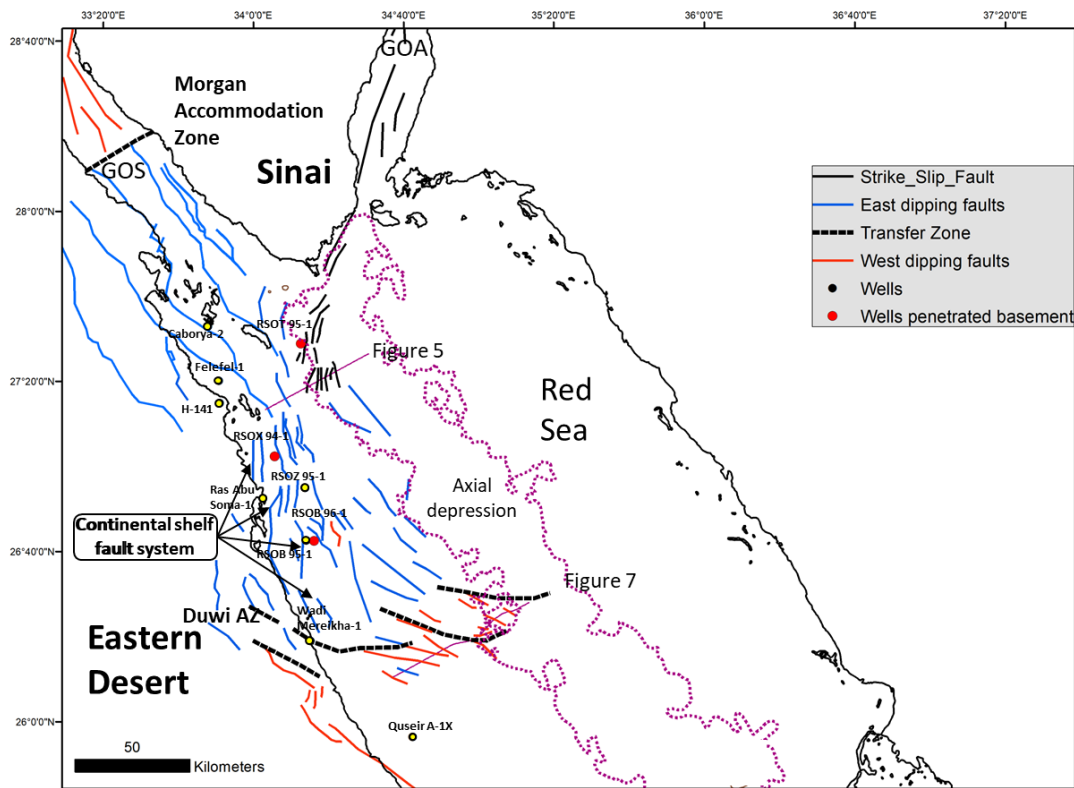 33°20'0"E 34°0'0"E 34°40'0"E 35°20'0"E 36°0'0"E 36°40'0"E 37°20'0"E
28°40'0"N
GOA
Morgan
Accommodation
Zone
Sinai
GOS
28°0'0"N
Strike_Slip_Fault
East dipping faults
Transfer Zone
West dipping faults
Wells
Wells penetrated basement
RSOT 95-1
Caborya-2
Figure 5
Felefel-1
27°20'0"N
H-141
Red
Sea
RSOX 94-1
RSOZ 95-1
Ras Abu
Soma-1
Axial
depression
RSOB 96-1
Continental shelf
fault system
26°40'0"N
RSOB 95-1
Figure 7
Duwi AZ
Wadi
Mereikha-1
Eastern
Desert
26°0'0"N
Quseir A-1X
50
Kilometers